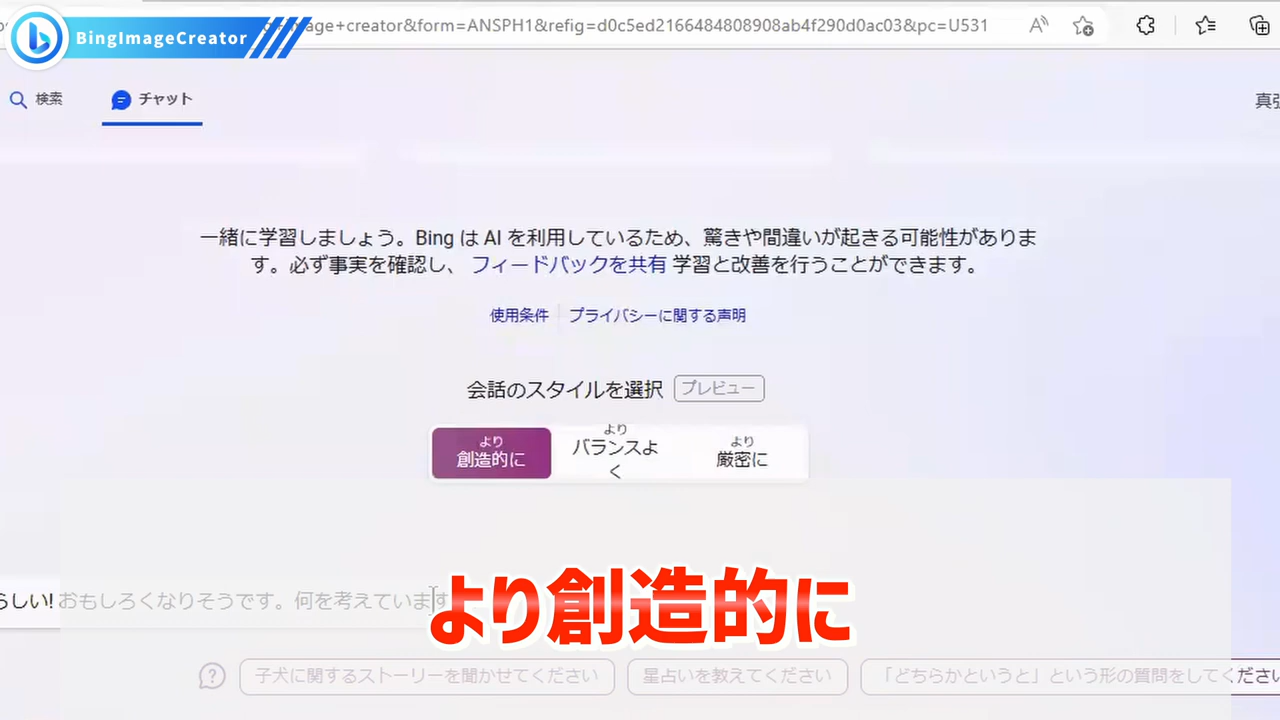 BingImageCreator
age+creator&form=ANSPH1&refig=d0c5ed2166484808908ab4f290d0ac03&pc=U531
検索
チャット
真
一緒に学習しましょう。Bing は AI を利用しているため、驚きや間違いが起きる可能性がありま
す。必ず事実を確認し、 フィードバックを共有 学習と改善を行うことができます。
使用条件 プライバシーに関する声明
会話のスタイルを選択 プレビュー
より
創造的に
より
バランスよ
く
より
厳密に
らしい! おもしろくなりそうです。何を考えています
より創造的に
子犬に関するストーリーを聞かせてください
星占いを教えてください
「どちらかというと」という形の質問をしてくださ